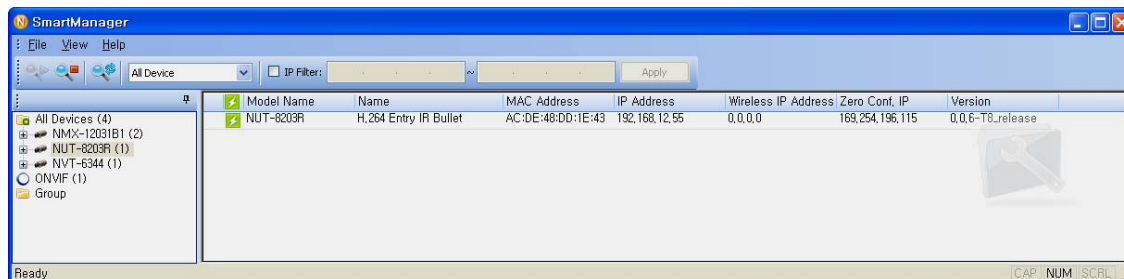 SmartManager
File View Help
All Device IP Filter: . . . ~ . . . Apply
Model Name Name MAC Address IP Address Wireless IP Address Zero Conf, IP Version
NUT-8203R H,264 Entry IR Bullet AC:DE:48:DD:1E:43 192,168,12,55 0,0,0,0 169,254,196,115 0,0,6-T8_release
All Devices (4)
NMX-12031B1 (2)
NUT-8203R (1)
NVT-6344 (1)
ONVIF (1)
Group
Ready CAP NUM SCRL